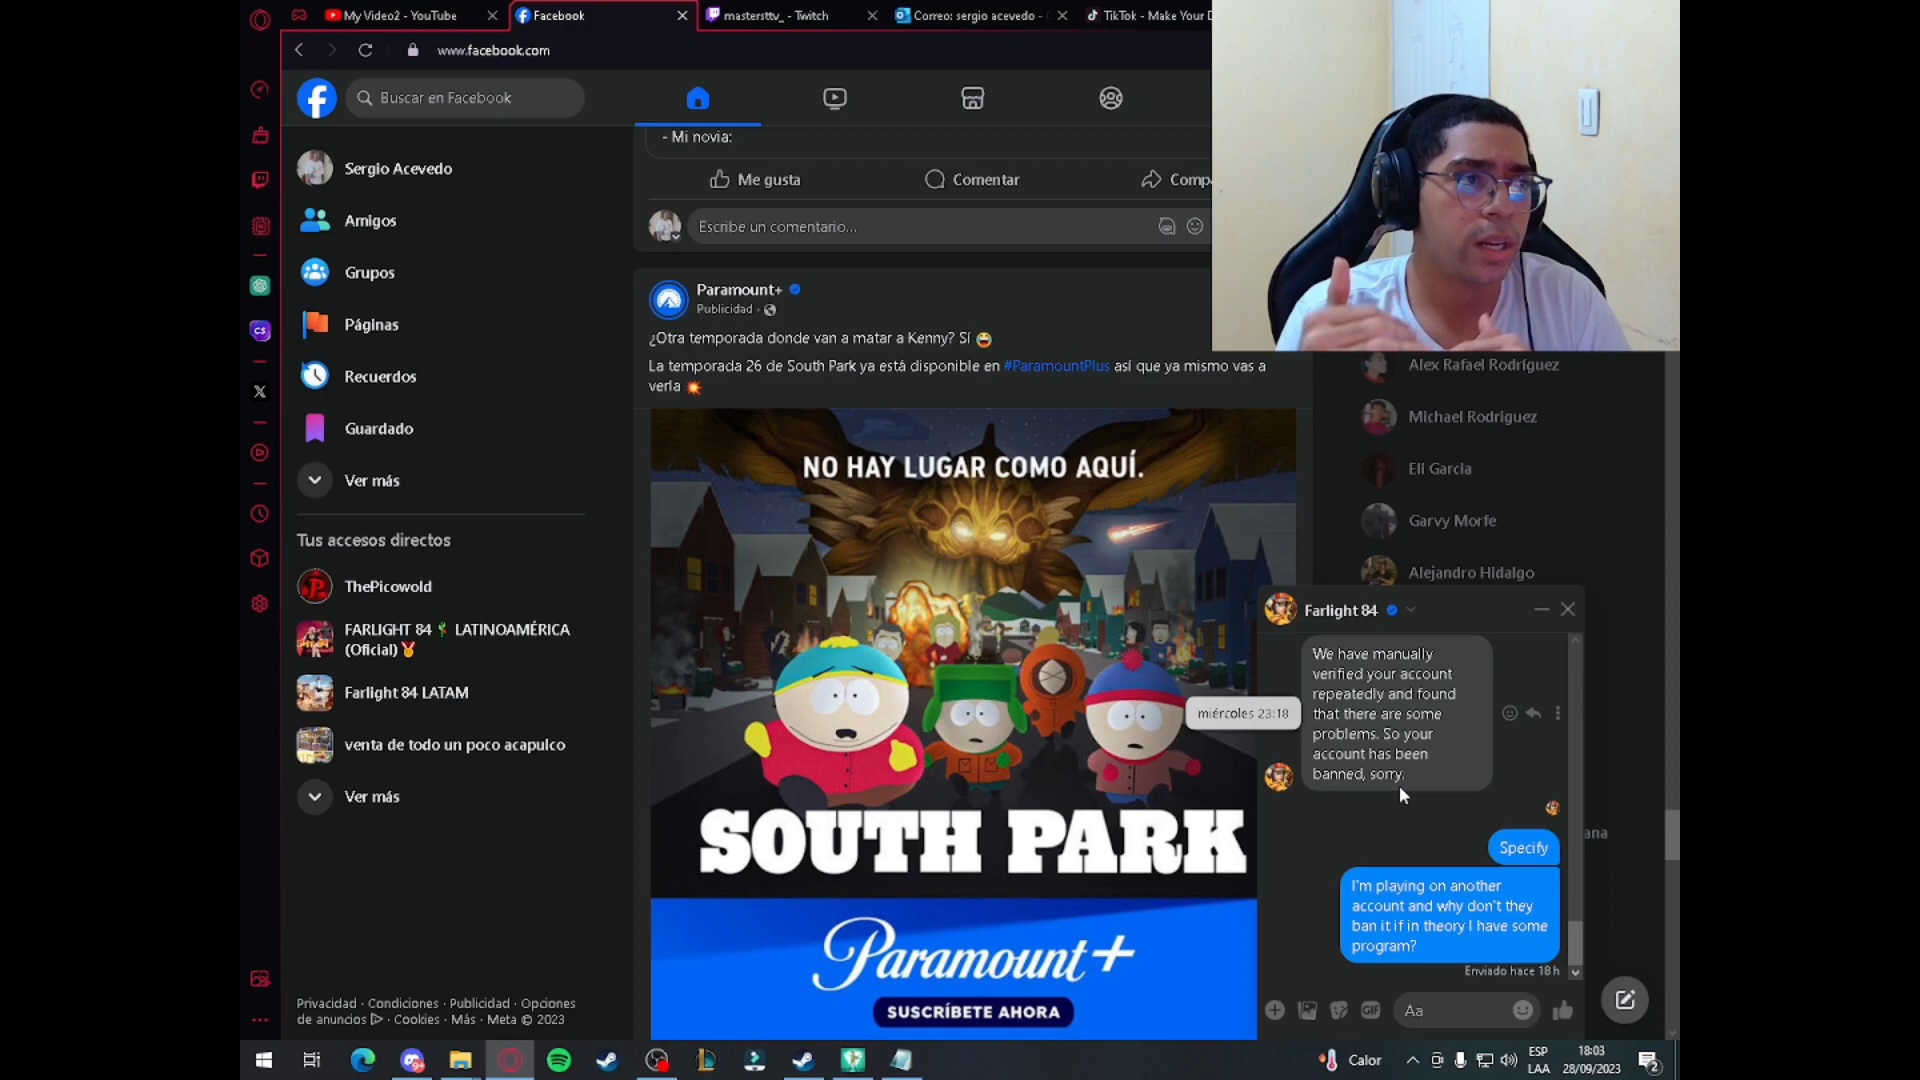 My Video2 - YouTube
Facebook
mastersttv_ - Twitch
Correo: sergio acevedo -
TikTok - Make Your D
www.facebook.com
Buscar en Facebook
Sergio Acevedo
Amigos
Grupos
Páginas
Recuerdos
Guardado
Ver más
Tus accesos directos
ThePicowold
FARLIGHT 84 LATINOAMÉRICA
(Oficial)
Farlight 84 LATAM
venta de todo un poco acapulco
Ver más
Privacidad · Condiciones · Publicidad · Opciones
de anuncios · Cookies · Más · Meta © 2023
- Mi novia:
Me gusta
Comentar
Comp
Escribe un comentario...
Paramount+
Publicidad ·
¿Otra temporada donde van a matar a Kenny? Sí
La temporada 26 de South Park ya está disponible en #ParamountPlus así que ya mismo vas a
verla
NO HAY LUGAR COMO AQUÍ.
SOUTH PARK
Paramount+
SUSCRÍBETE AHORA
Alex Rafael Rodríguez
Michael Rodriguez
Eli Garcia
Garvy Morfe
Alejandro Hidalgo
ana
Farlight 84
We have manually
verified your account
repeatedly and found
that there are some
problems. So your
account has been
banned, sorry.
miércoles 23:18
Specify
I'm playing on another
account and why don't they
ban it if in theory I have some
program?
Enviado hace 18 h
GIF
Aa
CS
Calor
ESP
LAA
18:03
28/09/2023
2